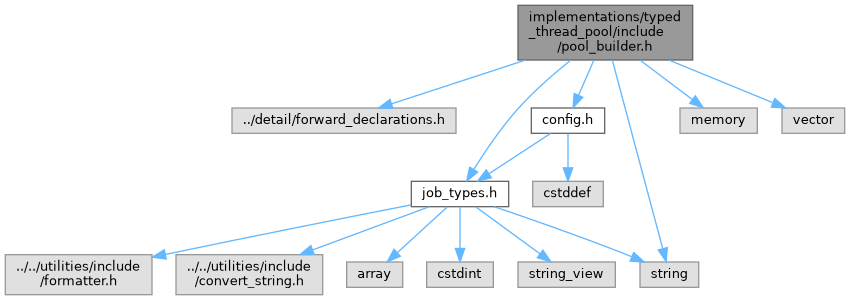 implementations/typed
_thread_pool/include
/pool_builder.h
../detail/forward_declarations.h
config.h
memory
vector
job_types.h
cstddef
../../utilities/include
/formatter.h
../../utilities/include
/convert_string.h
array
cstdint
string_view
string